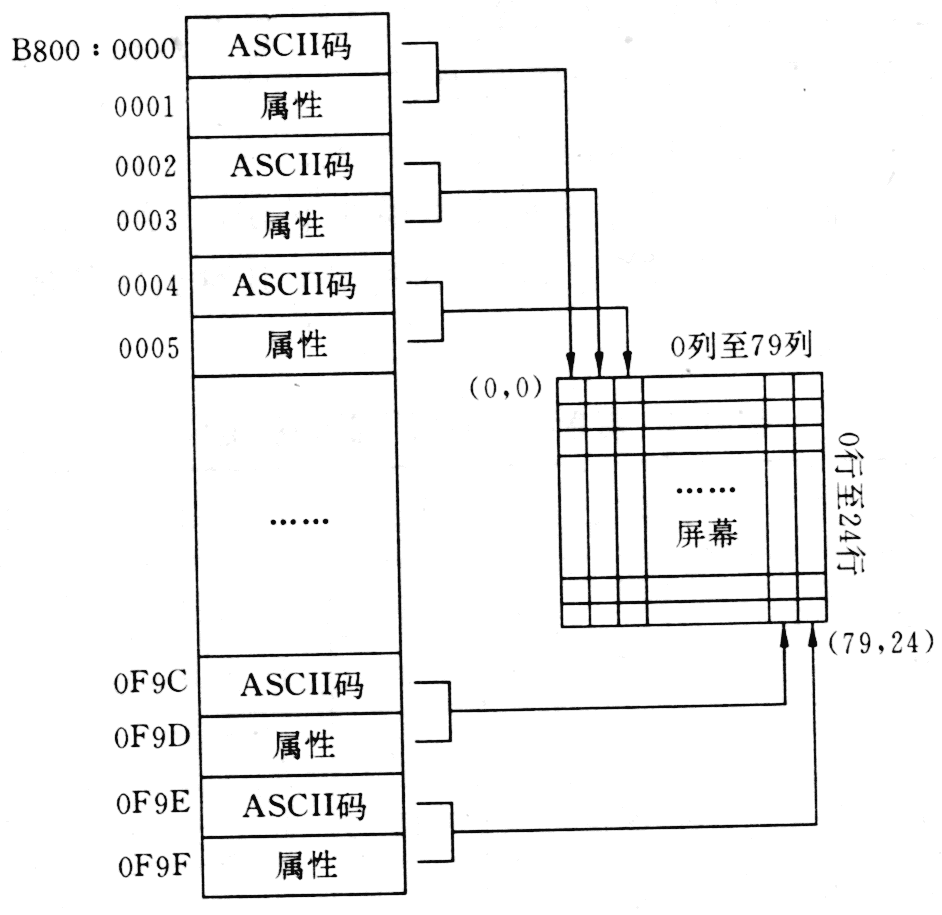 B800:0000 ASCII码
0001 属性
0002 ASCII码
0003 属性
0004 ASCII码
0005 属性
0列至79列
(0,0)
0行至24行
……
……
屏幕
(79,24)
0F9C ASCII码
0F9D 属性
0F9E ASCII码
0F9F 属性